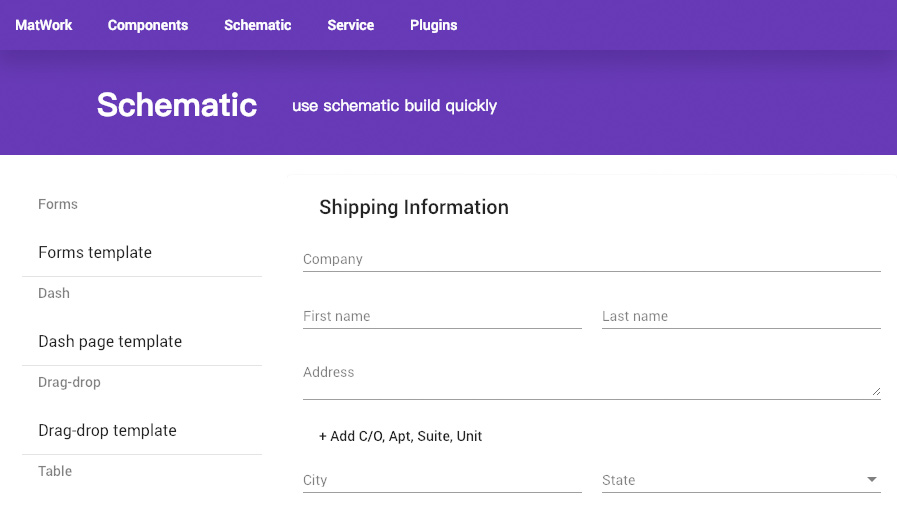 MatWork Components Schematic Service Plugins
Schematic use schematic build quickly
Forms
Forms template
Dash
Dash page template
Drag-drop
Drag-drop template
Table
Shipping Information
Company
First name Last name
Address
+ Add C/O, Apt, Suite, Unit
City State